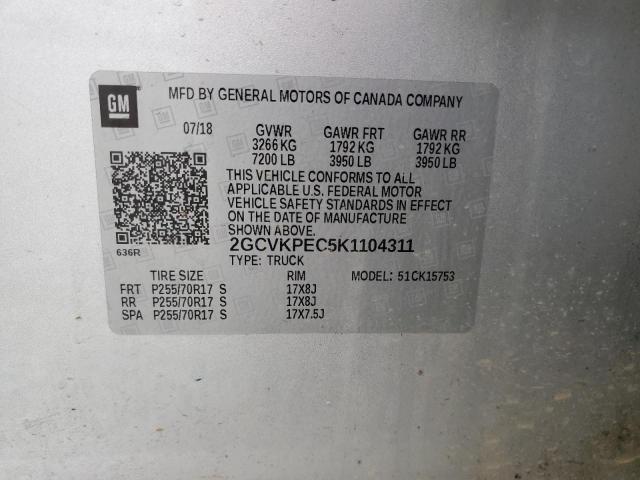 GM
MFD BY GENERAL MOTORS OF CANADA COMPANY
07/18 GVWR GAWR FRT GAWR RR
3266 KG 1792 KG 1792 KG
7200 LB 3950 LB 3950 LB
THIS VEHICLE CONFORMS TO ALL
APPLICABLE U.S. FEDERAL MOTOR
VEHICLE SAFETY STANDARDS IN EFFECT
ON THE DATE OF MANUFACTURE
SHOWN ABOVE.
636R 2GCVKPEC5K1104311
TYPE: TRUCK
TIRE SIZE RIM MODEL: 51CK15753
FRT P255/70R17 S 17X8J
RR P255/70R17 S 17X8J
SPA P255/70R17 S 17X7.5J